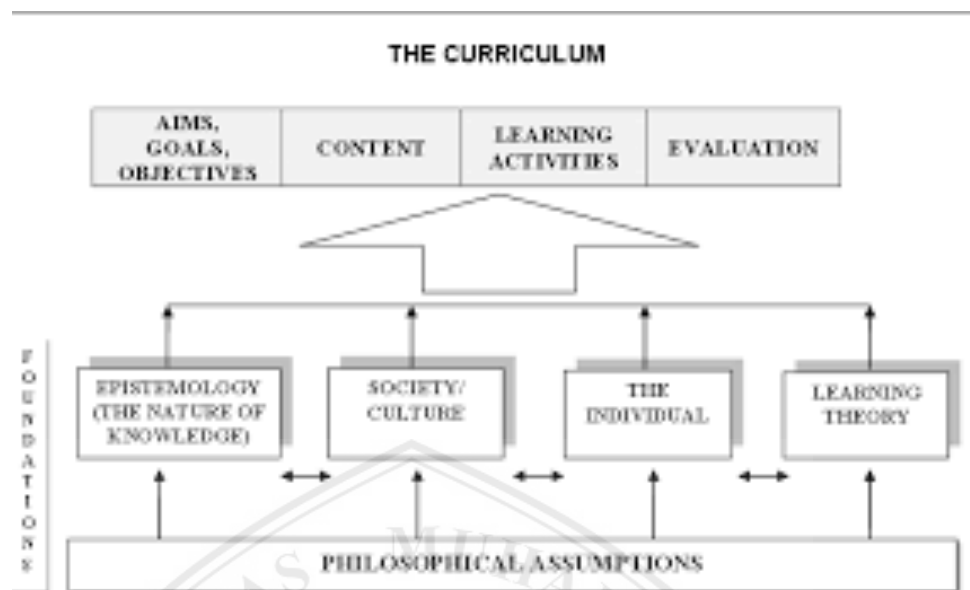 THE CURRICULUM
AIMS,
GOALS,
OBJECTIVES
CONTENT
LEARNING
ACTIVITIES
EVALUATION
FOUNDATIONS
EPISTEMOLOGY
(THE NATURE OF
KNOWLEDGE)
SOCIETY/
CULTURE
THE
INDIVIDUAL
LEARNING
THEORY
PHILOSOPHICAL ASSUMPTIONS